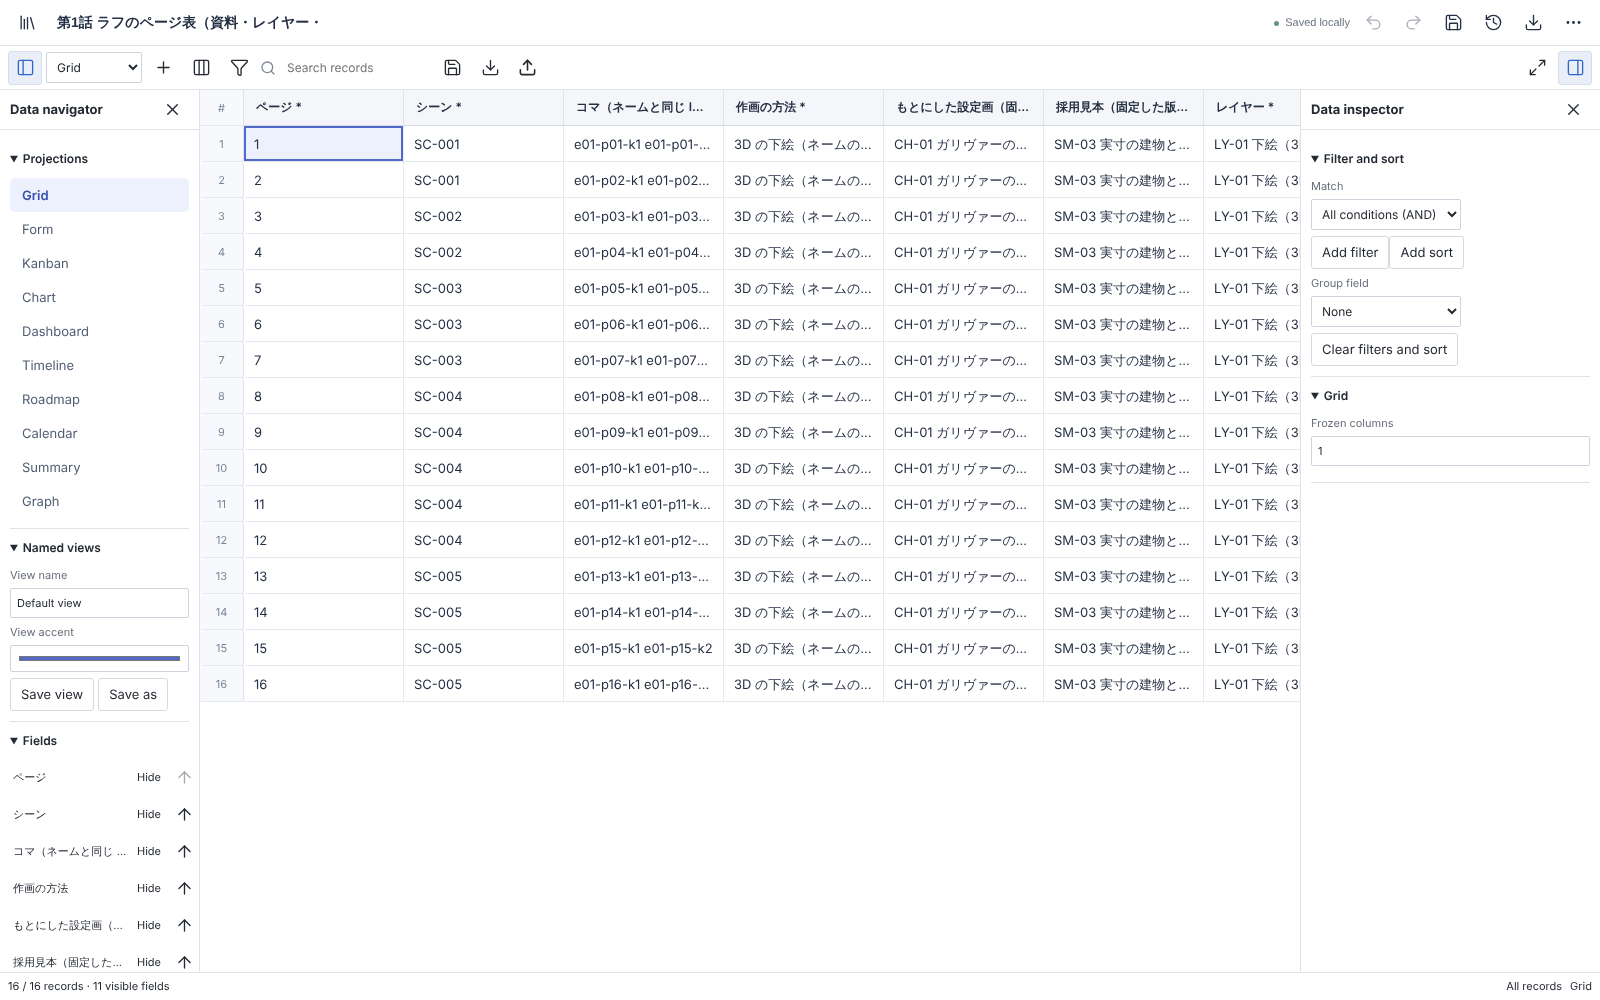 第1話 ラフのページ表（資料・レイヤー・
Saved locally
Grid
Search records
Data navigator
Projections
Grid
Form
Kanban
Chart
Dashboard
Timeline
Roadmap
Calendar
Summary
Graph
Named views
View name
Default view
View accent
Save view Save as
Fields
ページ Hide
シーン Hide
コマ（ネームと同じ ... Hide
作画の方法 Hide
もとにした設定画（... Hide
採用見本（固定した... Hide
# ページ * シーン * コマ（ネームと同じ I... 作画の方法 * もとにした設定画（固... 採用見本（固定した版... レイヤー *
1 1 SC-001 e01-p01-k1 e01-p01-... 3D の下絵（ネームの... CH-01 ガリヴァーの... SM-03 実寸の建物と... LY-01 下絵（3
2 2 SC-001 e01-p02-k1 e01-p02... 3D の下絵（ネームの... CH-01 ガリヴァーの... SM-03 実寸の建物と... LY-01 下絵（3
3 3 SC-002 e01-p03-k1 e01-p03... 3D の下絵（ネームの... CH-01 ガリヴァーの... SM-03 実寸の建物と... LY-01 下絵（3
4 4 SC-002 e01-p04-k1 e01-p04... 3D の下絵（ネームの... CH-01 ガリヴァーの... SM-03 実寸の建物と... LY-01 下絵（3
5 5 SC-003 e01-p05-k1 e01-p05... 3D の下絵（ネームの... CH-01 ガリヴァーの... SM-03 実寸の建物と... LY-01 下絵（3
6 6 SC-003 e01-p06-k1 e01-p06... 3D の下絵（ネームの... CH-01 ガリヴァーの... SM-03 実寸の建物と... LY-01 下絵（3
7 7 SC-003 e01-p07-k1 e01-p07... 3D の下絵（ネームの... CH-01 ガリヴァーの... SM-03 実寸の建物と... LY-01 下絵（3
8 8 SC-004 e01-p08-k1 e01-p08... 3D の下絵（ネームの... CH-01 ガリヴァーの... SM-03 実寸の建物と... LY-01 下絵（3
9 9 SC-004 e01-p09-k1 e01-p09... 3D の下絵（ネームの... CH-01 ガリヴァーの... SM-03 実寸の建物と... LY-01 下絵（3
10 10 SC-004 e01-p10-k1 e01-p10-... 3D の下絵（ネームの... CH-01 ガリヴァーの... SM-03 実寸の建物と... LY-01 下絵（3
11 11 SC-004 e01-p11-k1 e01-p11-k... 3D の下絵（ネームの... CH-01 ガリヴァーの... SM-03 実寸の建物と... LY-01 下絵（3
12 12 SC-004 e01-p12-k1 e01-p12-... 3D の下絵（ネームの... CH-01 ガリヴァーの... SM-03 実寸の建物と... LY-01 下絵（3
13 13 SC-005 e01-p13-k1 e01-p13-... 3D の下絵（ネームの... CH-01 ガリヴァーの... SM-03 実寸の建物と... LY-01 下絵（3
14 14 SC-005 e01-p14-k1 e01-p14-... 3D の下絵（ネームの... CH-01 ガリヴァーの... SM-03 実寸の建物と... LY-01 下絵（3
15 15 SC-005 e01-p15-k1 e01-p15-k2 3D の下絵（ネームの... CH-01 ガリヴァーの... SM-03 実寸の建物と... LY-01 下絵（3
16 16 SC-005 e01-p16-k1 e01-p16-... 3D の下絵（ネームの... CH-01 ガリヴァーの... SM-03 実寸の建物と... LY-01 下絵（3
Data inspector
Filter and sort
Match
All conditions (AND)
Add filter Add sort
Group field
None
Clear filters and sort
Grid
Frozen columns
1
16 / 16 records · 11 visible fields
All records Grid